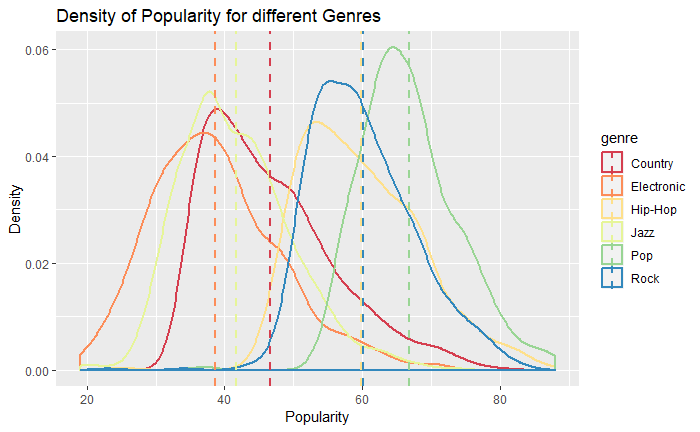 Density of Popularity for different Genres
0.06
0.04
0.02
0.00
Density
20 40 60 80
Popularity
genre
Country
Electronic
Hip-Hop
Jazz
Pop
Rock